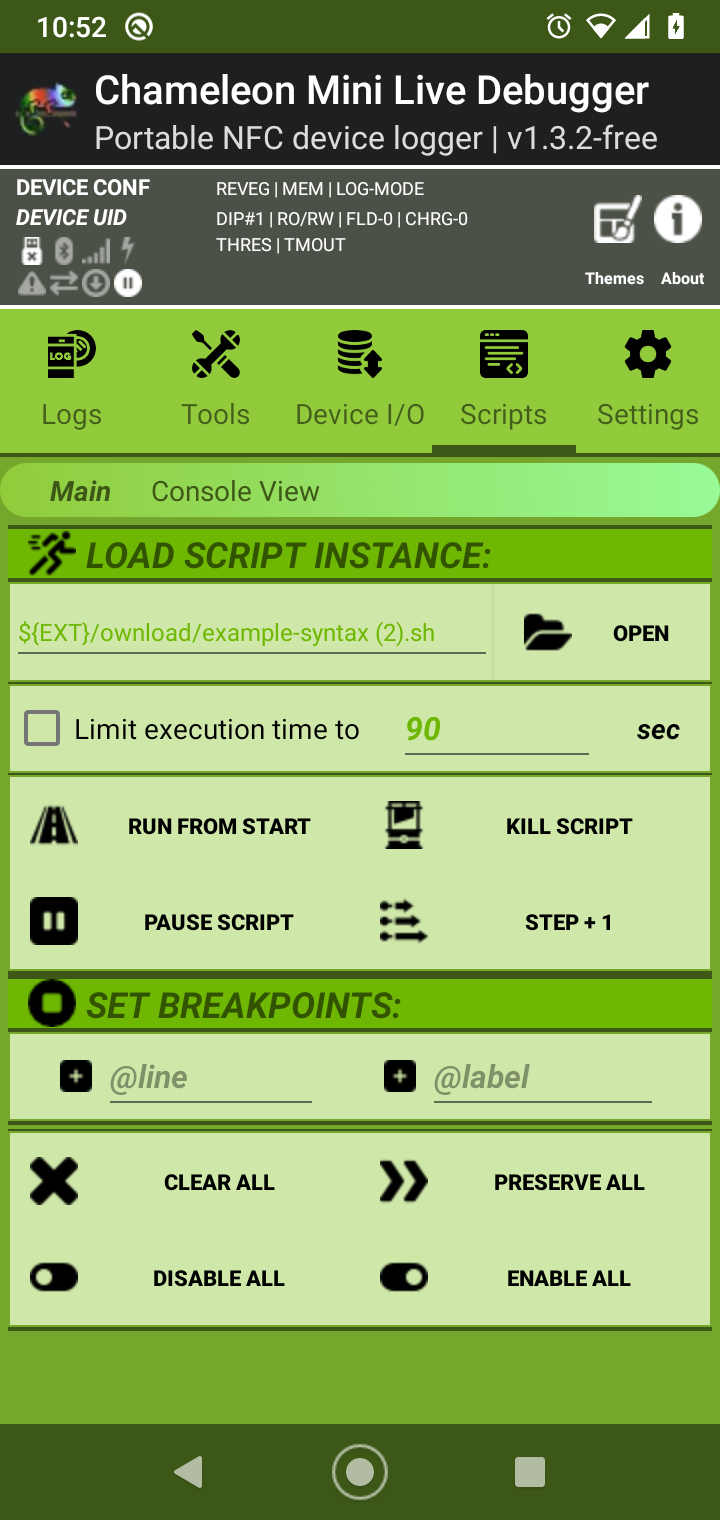 10:52
Chameleon Mini Live Debugger
Portable NFC device logger | v1.3.2-free
DEVICE CONF
REVEG | MEM | LOG-MODE
DEVICE UID
DIP#1 | RO/RW | FLD-0 | CHRG-0
THRES | TMOUT
Themes About
LOG
Logs Tools Device I/O Scripts Settings
Main Console View
LOAD SCRIPT INSTANCE:
${EXT}/ownload/example-syntax (2).sh OPEN
Limit execution time to 90 sec
RUN FROM START KILL SCRIPT
PAUSE SCRIPT STEP + 1
SET BREAKPOINTS:
@line @label
CLEAR ALL PRESERVE ALL
DISABLE ALL ENABLE ALL